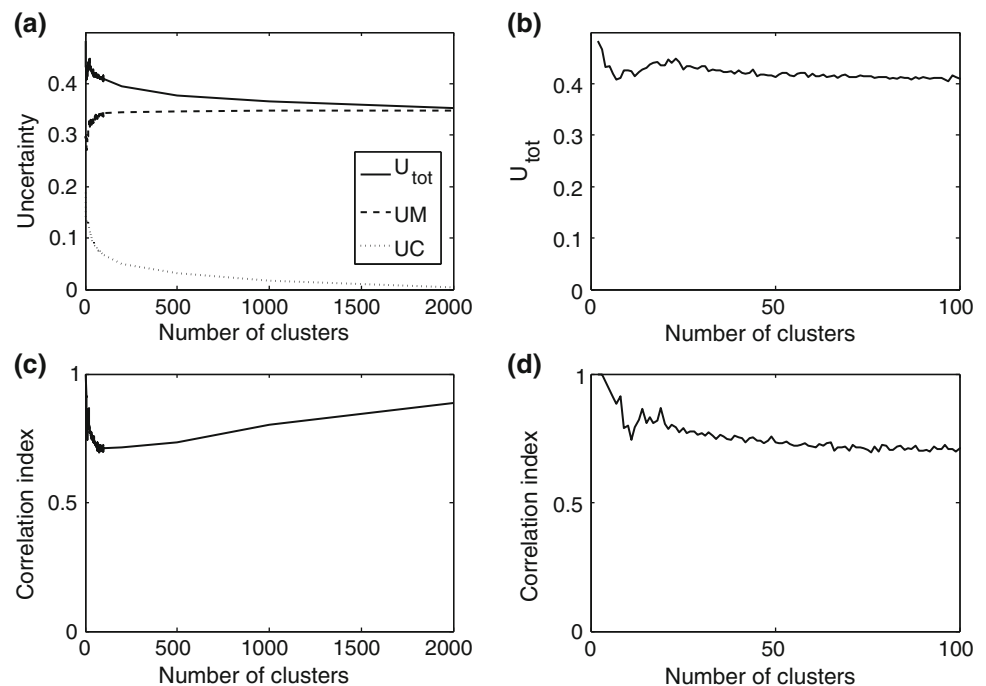 (a)
0.4
0.3
0.2
0.1
0
Uncertainty
U tot
UM
UC
0 500 1000 1500 2000
Number of clusters
(b)
0.4
0.3
0.2
0.1
0
U tot
0 50 100
Number of clusters
(c)
1
0.5
0
Correlation index
0 500 1000 1500 2000
Number of clusters
(d)
1
0.5
0
Correlation index
0 50 100
Number of clusters